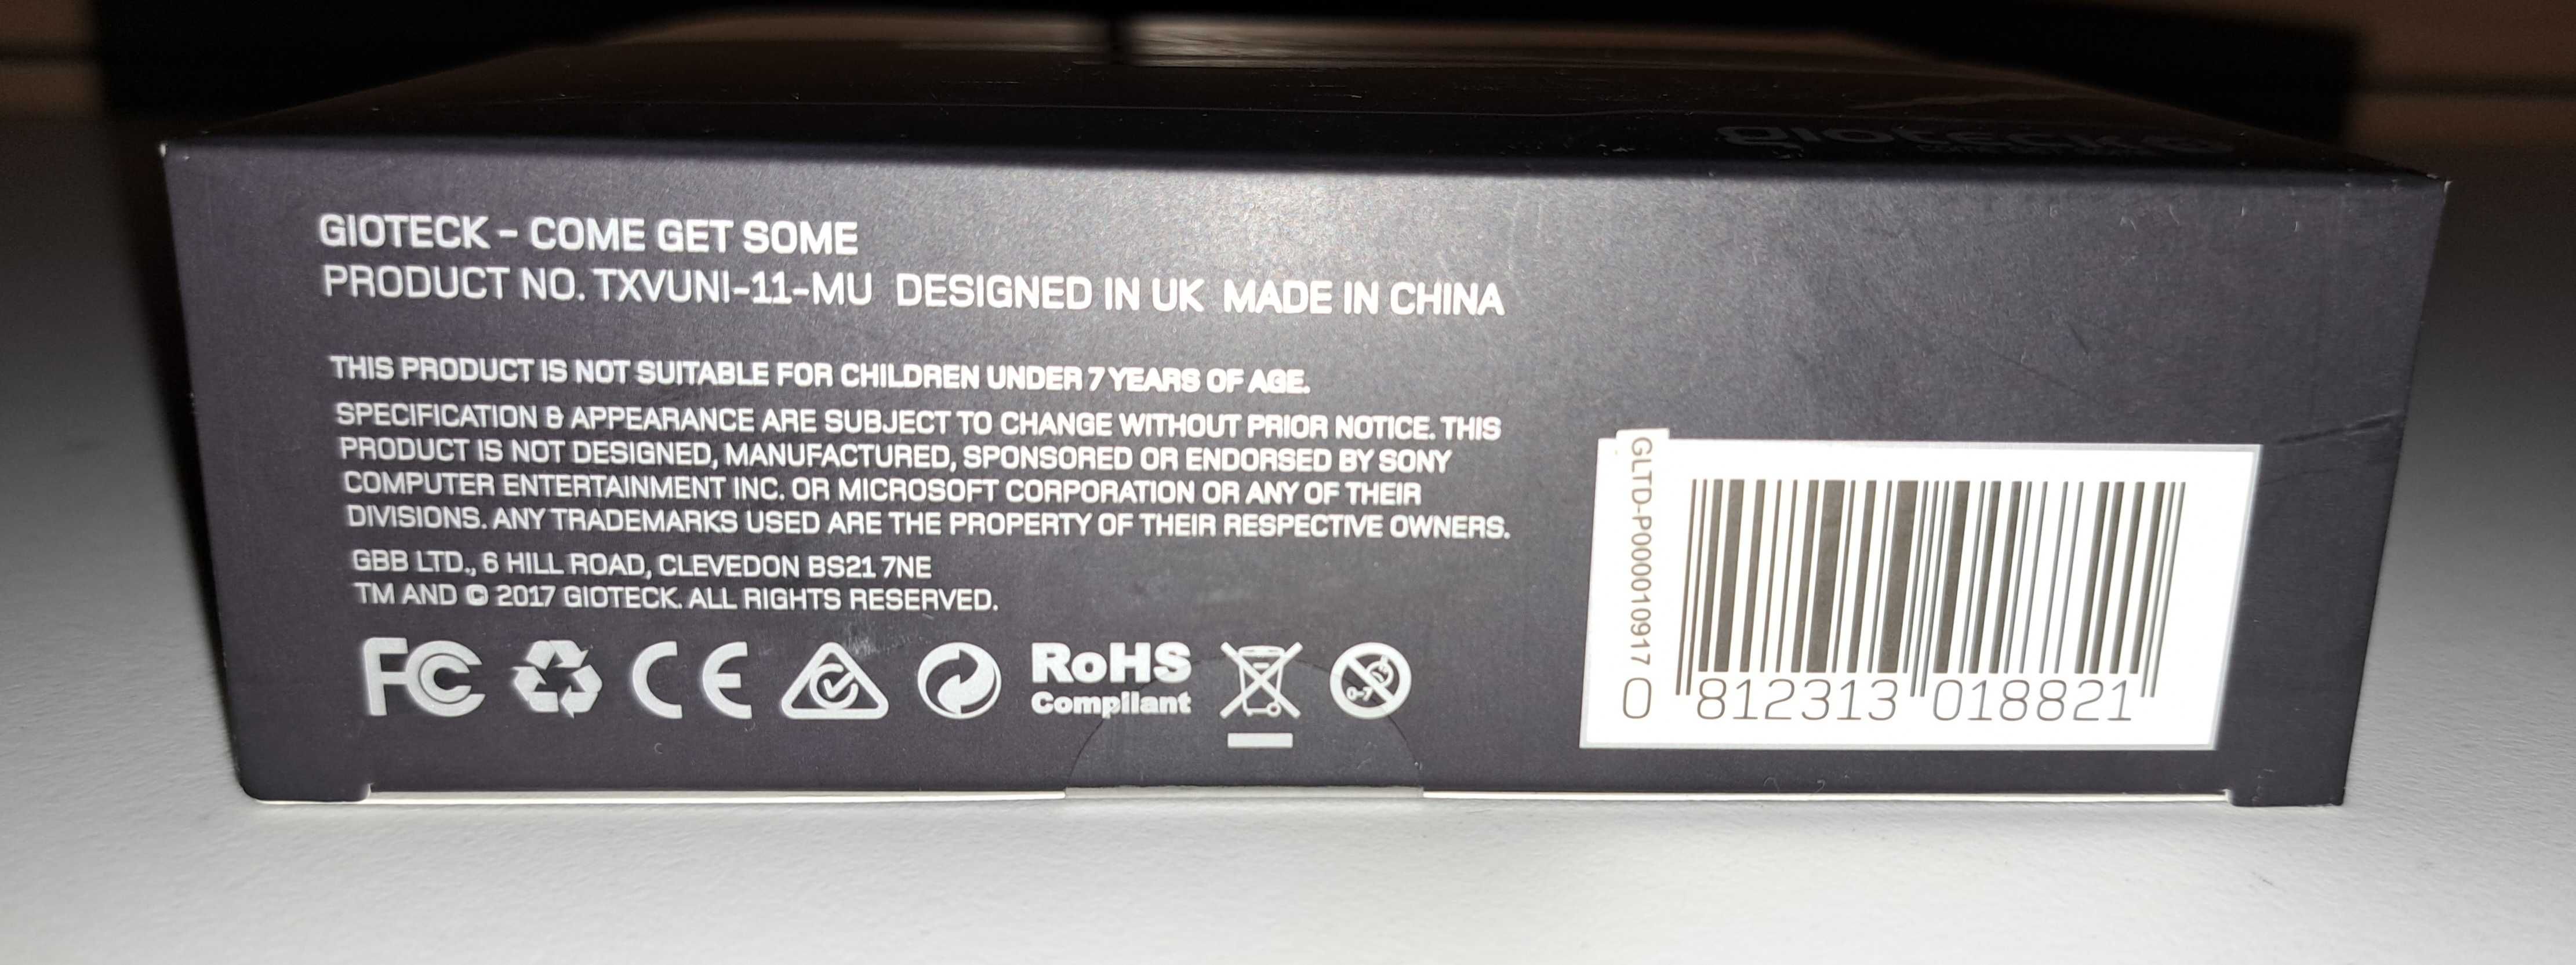 gioteck
GIOTECK - COME GET SOME
PRODUCT NO. TXVUNI-11-MU DESIGNED IN UK MADE IN CHINA
THIS PRODUCT IS NOT SUITABLE FOR CHILDREN UNDER 7 YEARS OF AGE.
SPECIFICATION & APPEARANCE ARE SUBJECT TO CHANGE WITHOUT PRIOR NOTICE. THIS
PRODUCT IS NOT DESIGNED, MANUFACTURED, SPONSORED OR ENDORSED BY SONY
COMPUTER ENTERTAINMENT INC. OR MICROSOFT CORPORATION OR ANY OF THEIR
DIVISIONS. ANY TRADEMARKS USED ARE THE PROPERTY OF THEIR RESPECTIVE OWNERS.
GBB LTD., 6 HILL ROAD, CLEVEDON BS21 7NE
TM AND © 2017 GIOTECK. ALL RIGHTS RESERVED.
FC CE RoHS
Compliant
0-7
GLTD-P0000010917
0 812313 018821